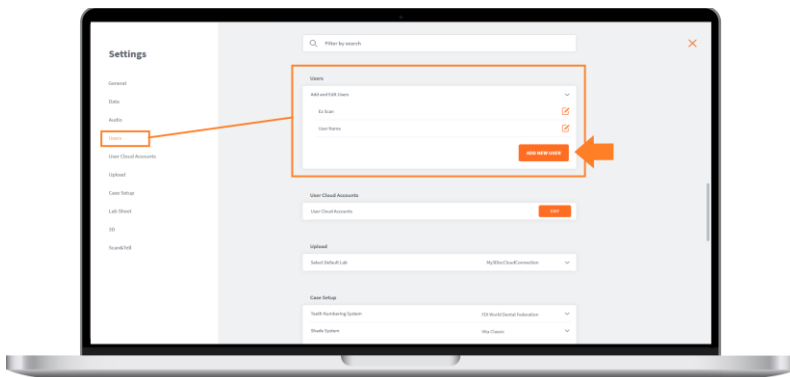 Settings
General
Data
Audio
Users
User Cloud Accounts
Upload
Case Setup
Lab Sheet
3D
Scan&Tell
Filter by search
Users
Add and Edit Users
Ez Scan
User Name
ADD NEW USER
User Cloud Accounts
User Cloud Accounts
EDIT
Upload
Select Default Lab
Case Setup
Tooth Numbering System
FDI World Dental Federation
Shade System
Vita Classic